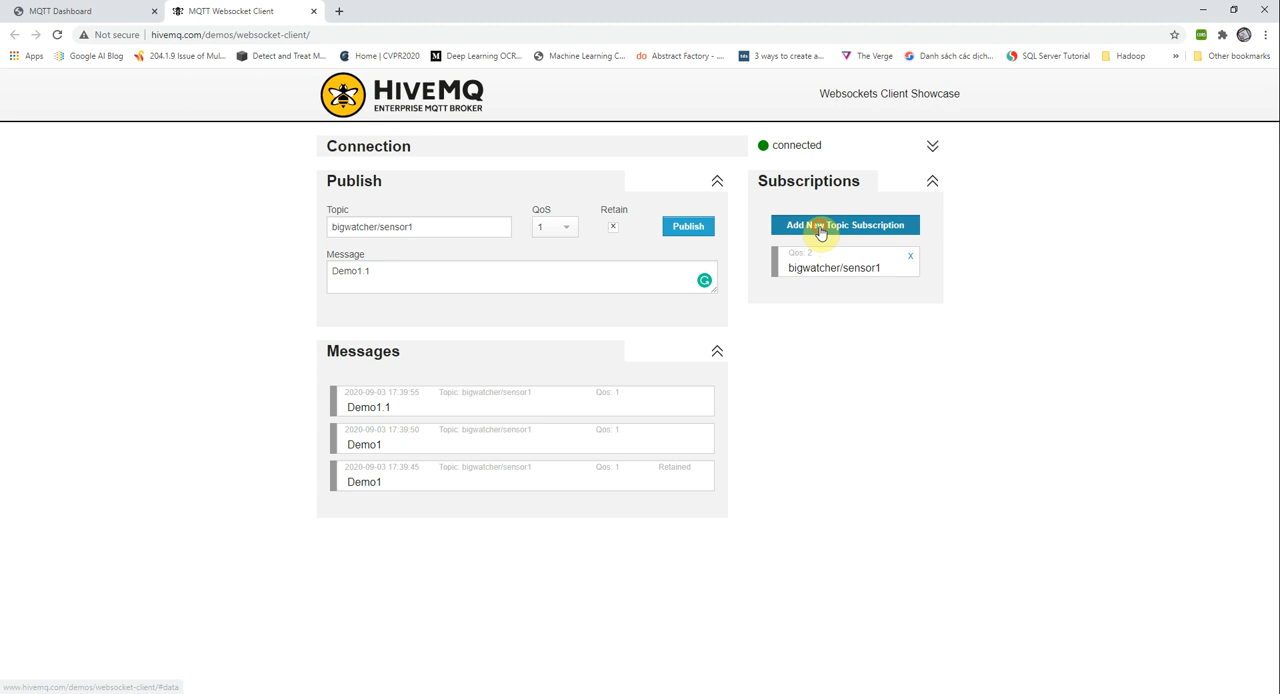 MQTT Dashboard
MQTT Websocket Client
Not secure
hivemq.com/demos/websocket-client/
Apps
Google AI Blog
204.1.9 Issue of Mul...
Detect and Treat M...
Home | CVPR2020
Deep Learning OCR...
Machine Learning C...
Abstract Factory - ....
3 ways to create a...
The Verge
Danh sách các dịch...
SQL Server Tutorial
Hadoop
»
Other bookmarks
HIVEMQ
ENTERPRISE MQTT BROKER
Websockets Client Showcase
Connection
connected
Publish
Topic
QoS
Retain
bigwatcher/sensor1
1
x
Publish
Message
Demo1.1
Subscriptions
Add New Topic Subscription
Qos: 2
x
bigwatcher/sensor1
Messages
2020-09-03 17:39:55 Topic: bigwatcher/sensor1 Qos: 1
Demo1.1
2020-09-03 17:39:50 Topic: bigwatcher/sensor1 Qos: 1
Demo1
2020-09-03 17:39:45 Topic: bigwatcher/sensor1 Qos: 1 Retained
Demo1
www.hivemq.com/demos/websocket-client/#data